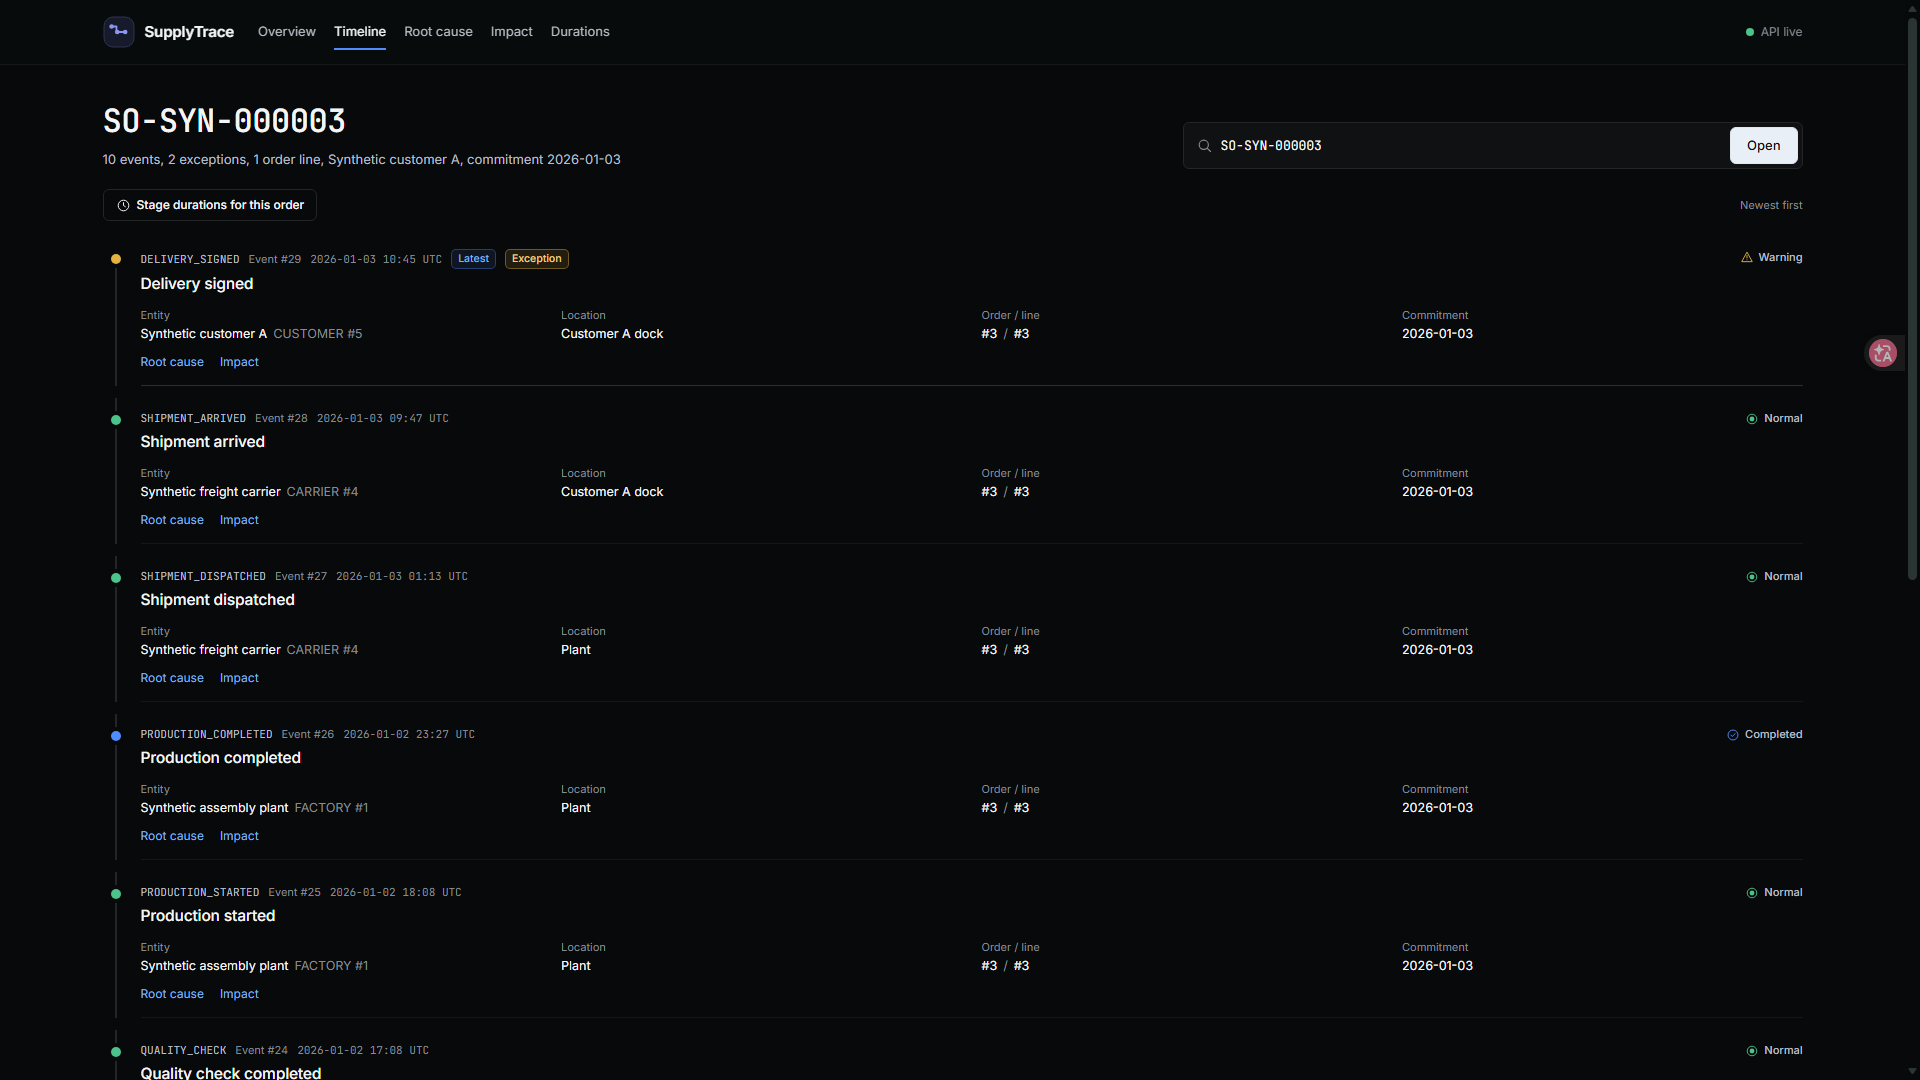 SupplyTrace Overview Timeline Root cause Impact Durations API live
SO-SYN-000003
10 events, 2 exceptions, 1 order line, Synthetic customer A, commitment 2026-01-03
SO-SYN-000003 Open
Stage durations for this order Newest first
DELIVERY_SIGNED Event #29 2026-01-03 10:45 UTC Latest Exception Warning
Delivery signed
Entity Location Order / line Commitment
Synthetic customer A CUSTOMER #5 Customer A dock #3 / #3 2026-01-03
Root cause Impact
SHIPMENT_ARRIVED Event #28 2026-01-03 09:47 UTC Normal
Shipment arrived
Entity Location Order / line Commitment
Synthetic freight carrier CARRIER #4 Customer A dock #3 / #3 2026-01-03
Root cause Impact
SHIPMENT_DISPATCHED Event #27 2026-01-03 01:13 UTC Normal
Shipment dispatched
Entity Location Order / line Commitment
Synthetic freight carrier CARRIER #4 Plant #3 / #3 2026-01-03
Root cause Impact
PRODUCTION_COMPLETED Event #26 2026-01-02 23:27 UTC Completed
Production completed
Entity Location Order / line Commitment
Synthetic assembly plant FACTORY #1 Plant #3 / #3 2026-01-03
Root cause Impact
PRODUCTION_STARTED Event #25 2026-01-02 18:08 UTC Normal
Production started
Entity Location Order / line Commitment
Synthetic assembly plant FACTORY #1 Plant #3 / #3 2026-01-03
Root cause Impact
QUALITY_CHECK Event #24 2026-01-02 17:08 UTC Normal
Quality check completed